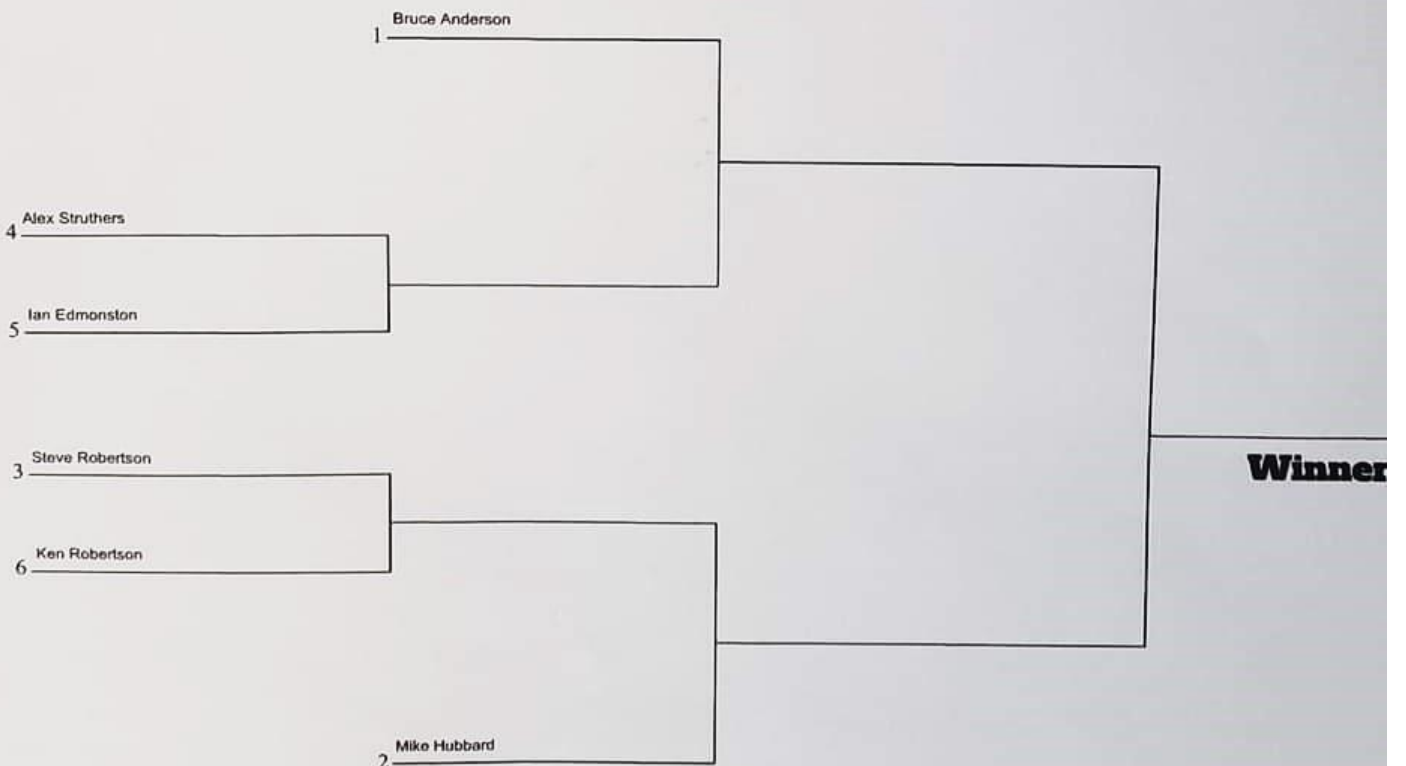 Bruce Anderson
1
Alex Struthers
4
Ian Edmonston
5
Steve Robertson
3
Winner
Ken Robertson
6
Mike Hubbard
2